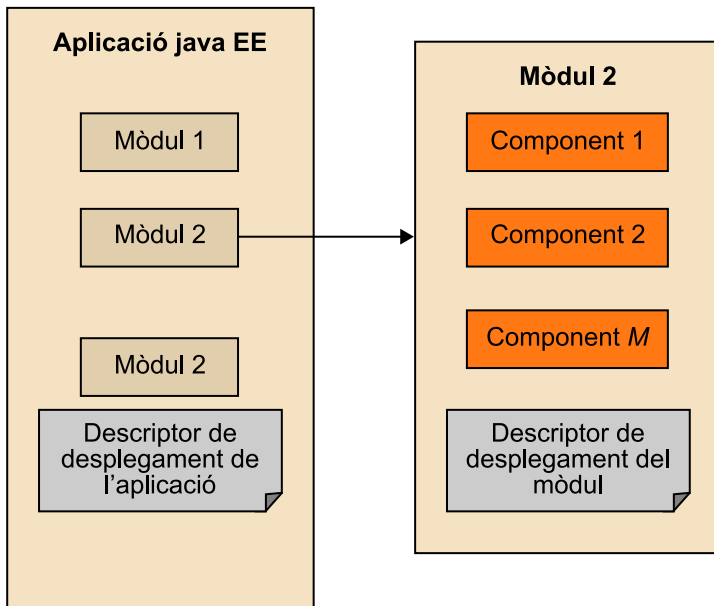 Aplicació java EE
Mòdul 1
Mòdul 2
Mòdul 2
Descriptor de
desplegament de
l’aplicació
Mòdul 2
Component 1
Component 2
Component M
Descriptor de
desplegament del
mòdul